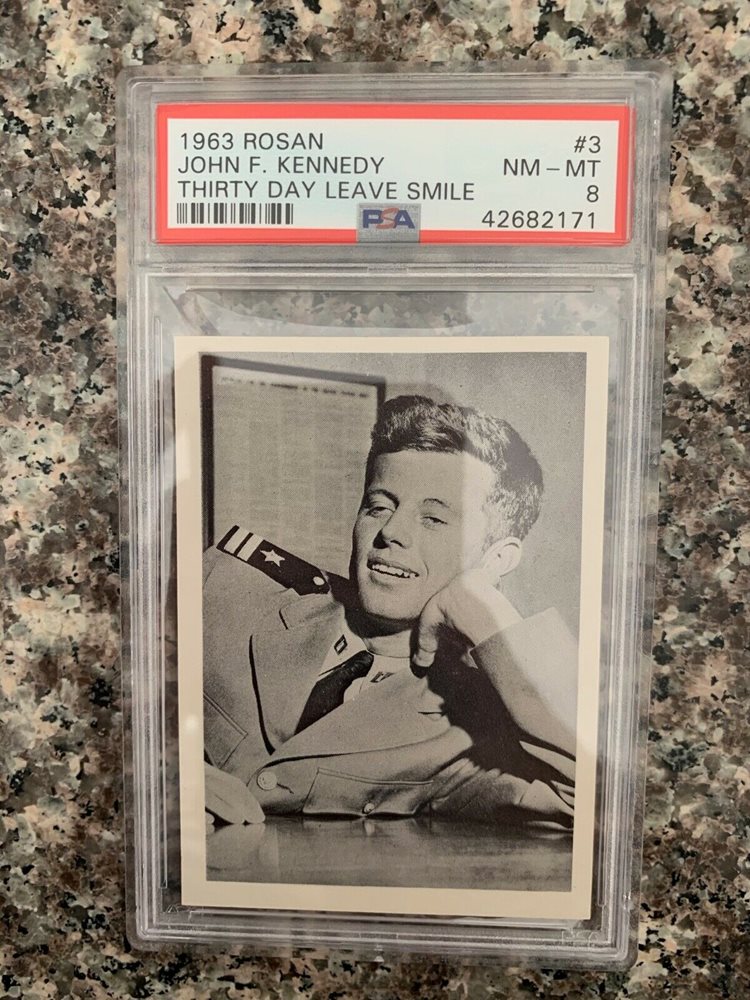 1963 ROSAN #3
JOHN F. KENNEDY NM - MT
THIRTY DAY LEAVE SMILE 8
PSA 42682171